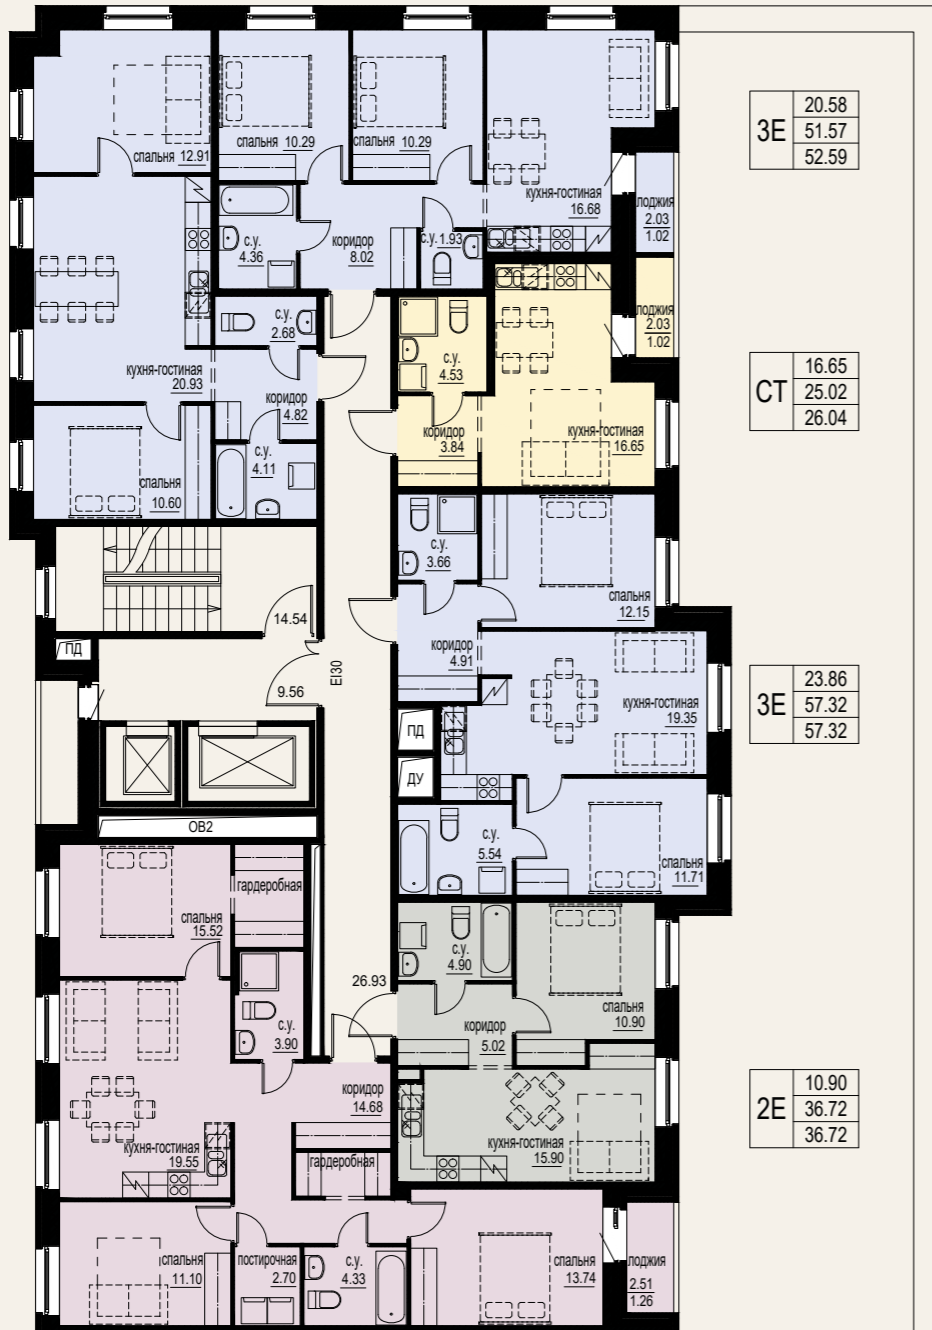 спальня 12.91
спальня 10.29
спальня 10.29
кухня-гостиная
16.68
лоджия
2.03
1.02
3Е
20.58
51.57
52.59
с.у.
4.36
коридор
8.02
с.у. 1.93
с.у.
2.68
кухня-гостиная
20.93
коридор
4.82
с.у.
4.11
спальня
10.60
с.у.
4.53
коридор
3.84
кухня-гостиная
16.65
лоджия
2.03
1.02
СТ
16.65
25.02
26.04
с.у.
3.66
спальня
12.15
коридор
4.91
кухня-гостиная
19.35
с.у.
5.54
спальня
11.71
3Е
23.86
57.32
57.32
14.54
ПД
9.56
EI30
ПД
ДУ
ОВ2
26.93
спальня
15.52
гардеробная
с.у.
3.90
коридор
14.68
кухня-гостиная
19.55
гардеробная
спальня
11.10
постирочная
2.70
с.у.
4.33
спальня
13.74
лоджия
2.51
1.26
с.у.
4.90
спальня
10.90
коридор
5.02
кухня-гостиная
15.90
2Е
10.90
36.72
36.72